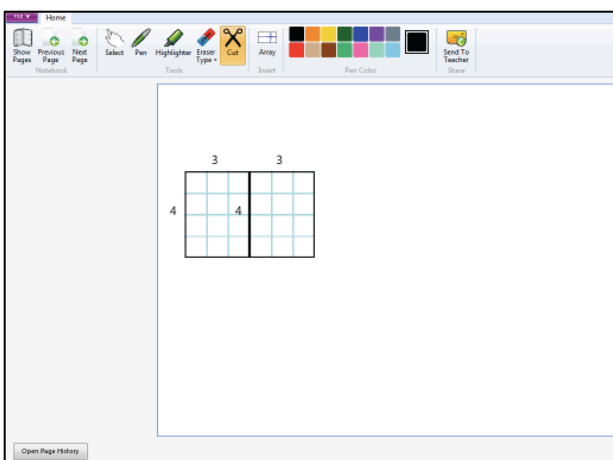 FILE
Home
Show Pages
Previous Page
Next Page
Select
Pen
Highlighter
Eraser Type
Cut
Array
Send To Teacher
Notebook
Tools
Insert
Pen Color
Share
3 3
4 4
Open Page History